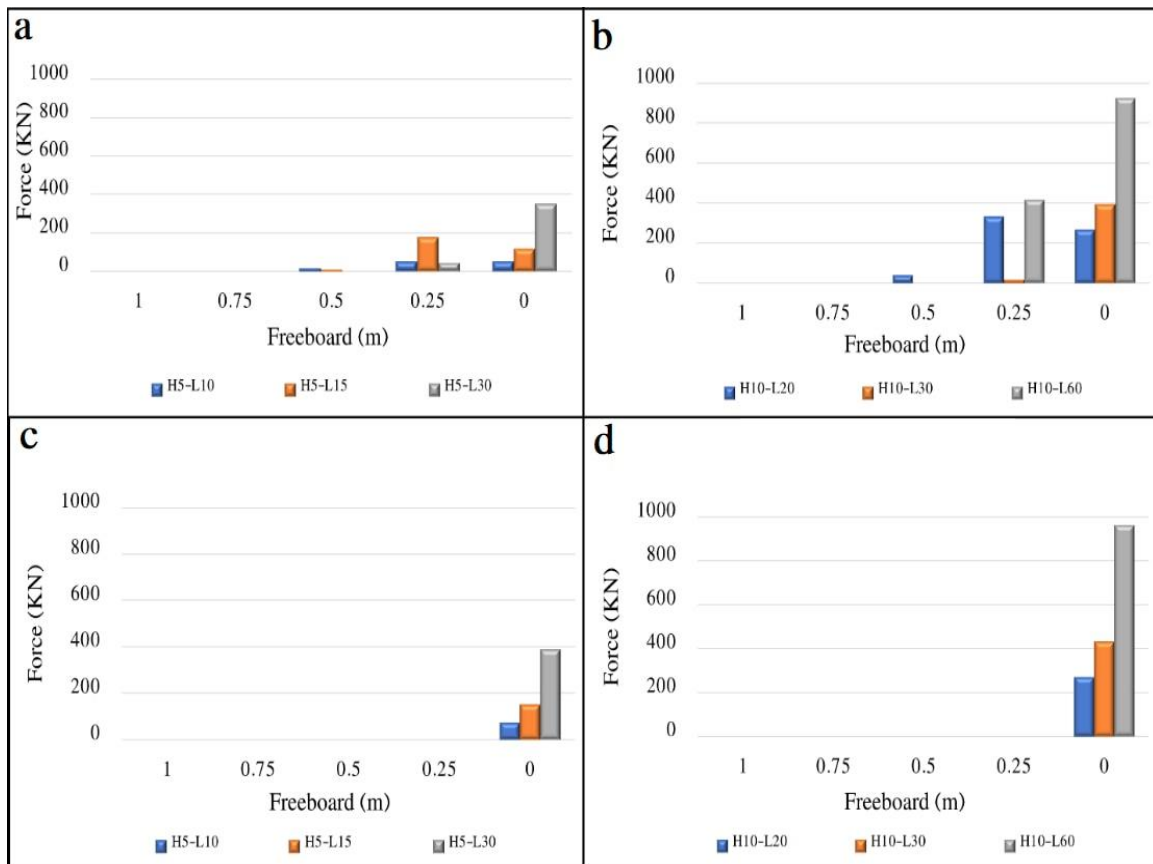 a
1000
800
600
400
200
0
Force (KN)
1 0.75 0.5 0.25 0
Freeboard (m)
H5-L10 H5-L15 H5-L30
b
1000
800
600
400
200
0
Force (KN)
1 0.75 0.5 0.25 0
Freeboard (m)
H10-L20 H10-L30 H10-L60
c
1000
800
600
400
200
0
Force (KN)
1 0.75 0.5 0.25 0
Freeboard (m)
H5-L10 H5-L15 H5-L30
d
1000
800
600
400
200
0
Force (KN)
1 0.75 0.5 0.25 0
Freeboard (m)
H10-L20 H10-L30 H10-L60